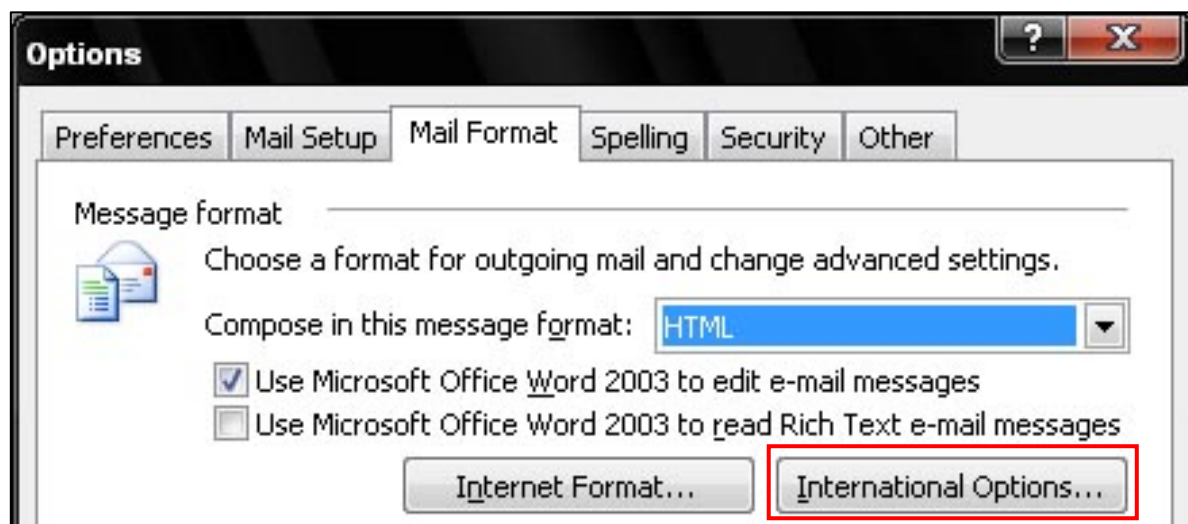 Options
?
X
Preferences Mail Setup Mail Format Spelling Security Other
Message format
Choose a format for outgoing mail and change advanced settings.
Compose in this message format: HTML
Use Microsoft Office Word 2003 to edit e-mail messages
Use Microsoft Office Word 2003 to read Rich Text e-mail messages
Internet Format... International Options...